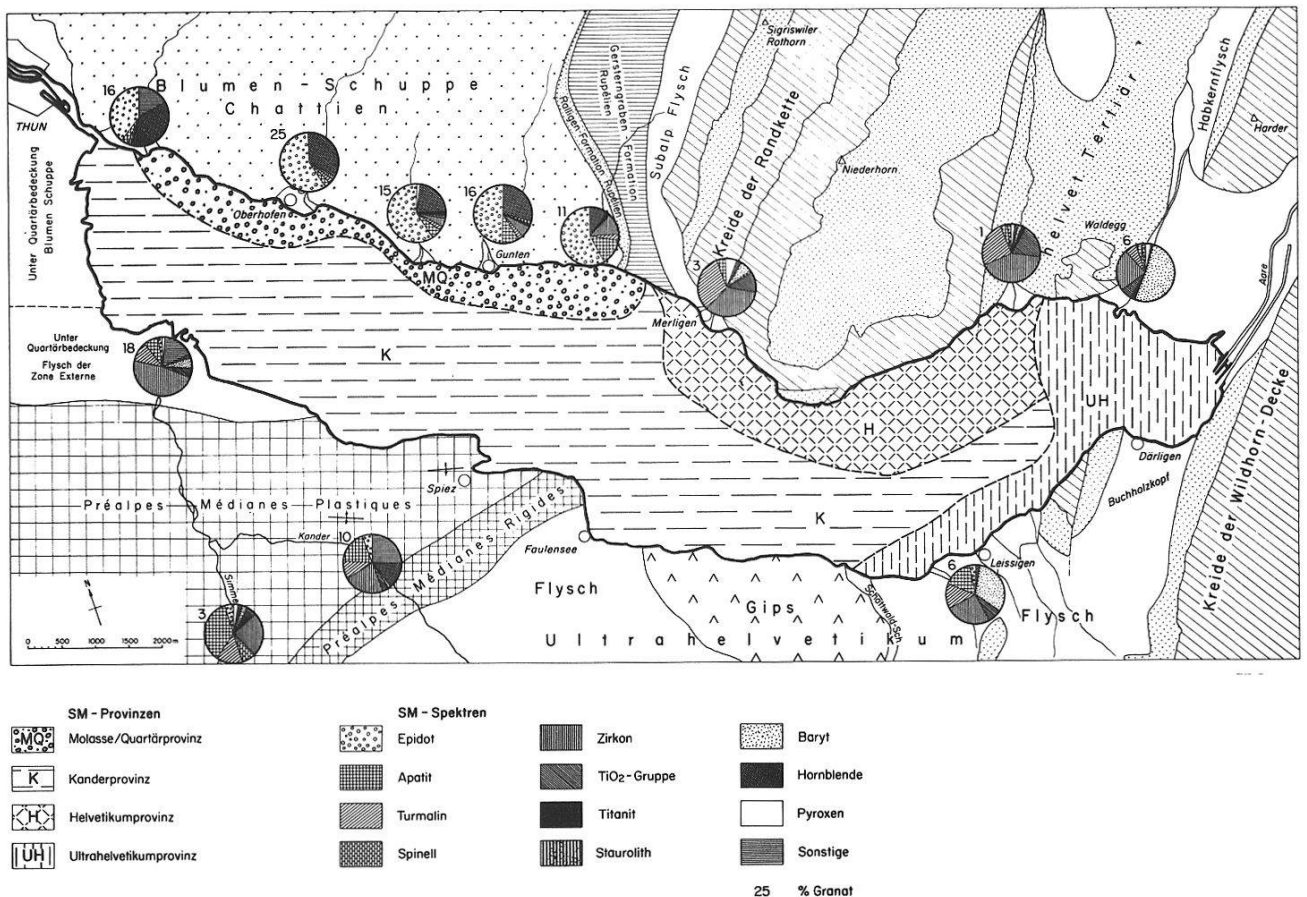 THUN
Unter Quartärbedeckung
Blumen Schuppe
16
Blumen-Schuppe
Chattien
25
Oberhofen
15
16
Gunten
11
MQ
Ralligen Formation Rupélien
Gerstengraben-Formation
Rupélien
Subalp Flysch
Sigriswiler
Rothorn
Kreide der Randkette
Niederhorn
helvet Tertiär
Habkernflysch
Harder
Waldegg
1
6
3
Merligen
Aare
Unter
Quartärbedeckung
Flysch der
Zone Externe
18
K
H
UH
Därligen
Buchholzkopf
Kreide der Wildhorn-Decke
Préalpes Médianes Plastiques
Spiez
Préalpes Médianes Rigides
Kander
10
Simme
3
Faulensee
K
Leissigen
6
Flysch
Gips
Flysch
Ultrahelvetikum
N
0 500 1000 2000 m
SM-Provinzen
MQ Molasse/Quartärprovinz
K Kanderprovinz
H Helvetikumprovinz
UH Ultrahelvetikumprovinz
SM-Spektren
Epidot
Apatit
Turmalin
Spinell
Zirkon
TiO2-Gruppe
Titanit
Staurolith
Baryt
Hornblende
Pyroxen
Sonstige
25 % Granat